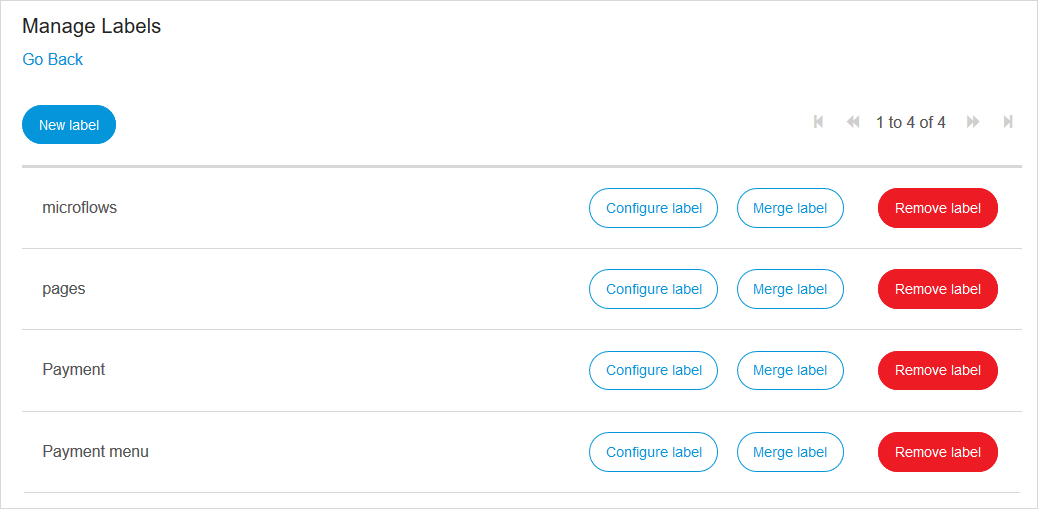 Manage Labels
Go Back
New label
1 to 4 of 4
microflows Configure label Merge label Remove label
pages Configure label Merge label Remove label
Payment Configure label Merge label Remove label
Payment menu Configure label Merge label Remove label